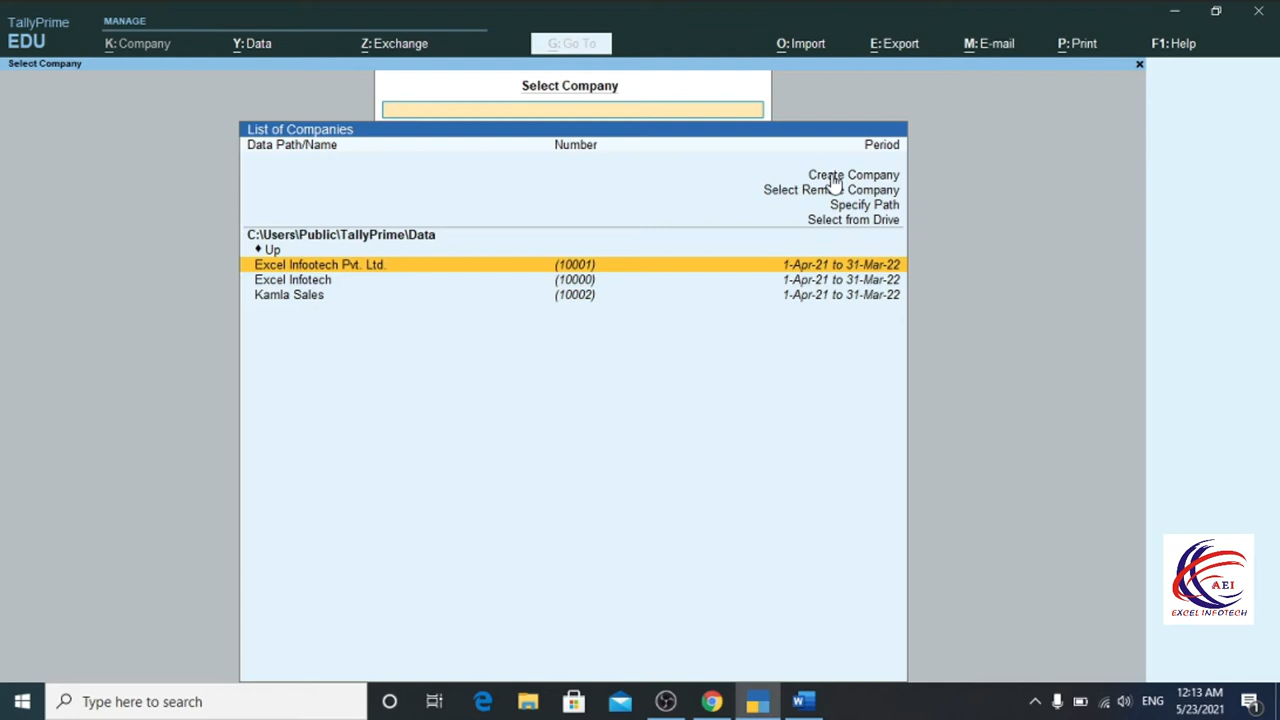 TallyPrime
EDU
MANAGE
K:Company Y:Data Z:Exchange G:Go To O:Import E:Export M:E-mail P:Print F1:Help
Select Company
Select Company
List of Companies
Data Path/Name Number Period
Create Company
Select Remote Company
Specify Path
Select from Drive
C:\Users\Public\TallyPrime\Data
♦ Up
Excel Infootech Pvt. Ltd. (10001) 1-Apr-21 to 31-Mar-22
Excel Infotech (10000) 1-Apr-21 to 31-Mar-22
Kamla Sales (10002) 1-Apr-21 to 31-Mar-22
AEI
EXCEL INFOTECH
Type here to search
ENG
12:13 AM
5/23/2021
1